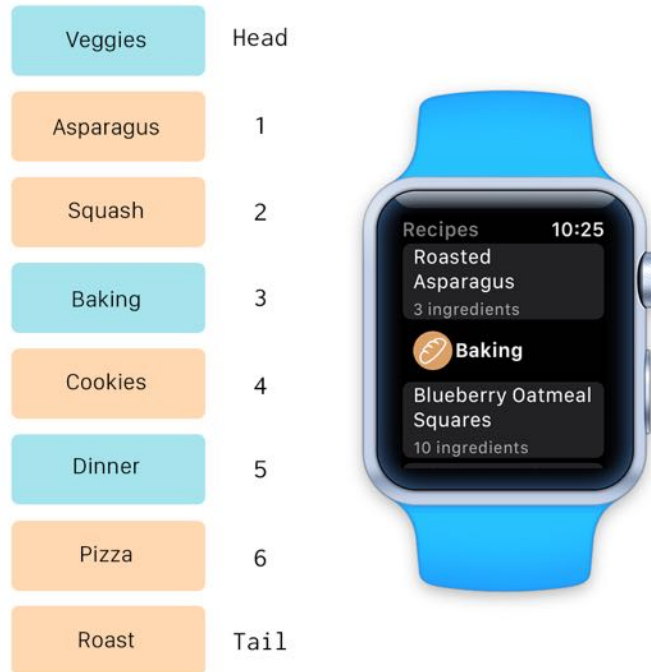 Veggies Head
Asparagus 1
Squash 2
Baking 3
Cookies 4
Dinner 5
Pizza 6
Roast Tail
Recipes 10:25
Roasted
Asparagus
3 ingredients
Baking
Blueberry Oatmeal
Squares
10 ingredients